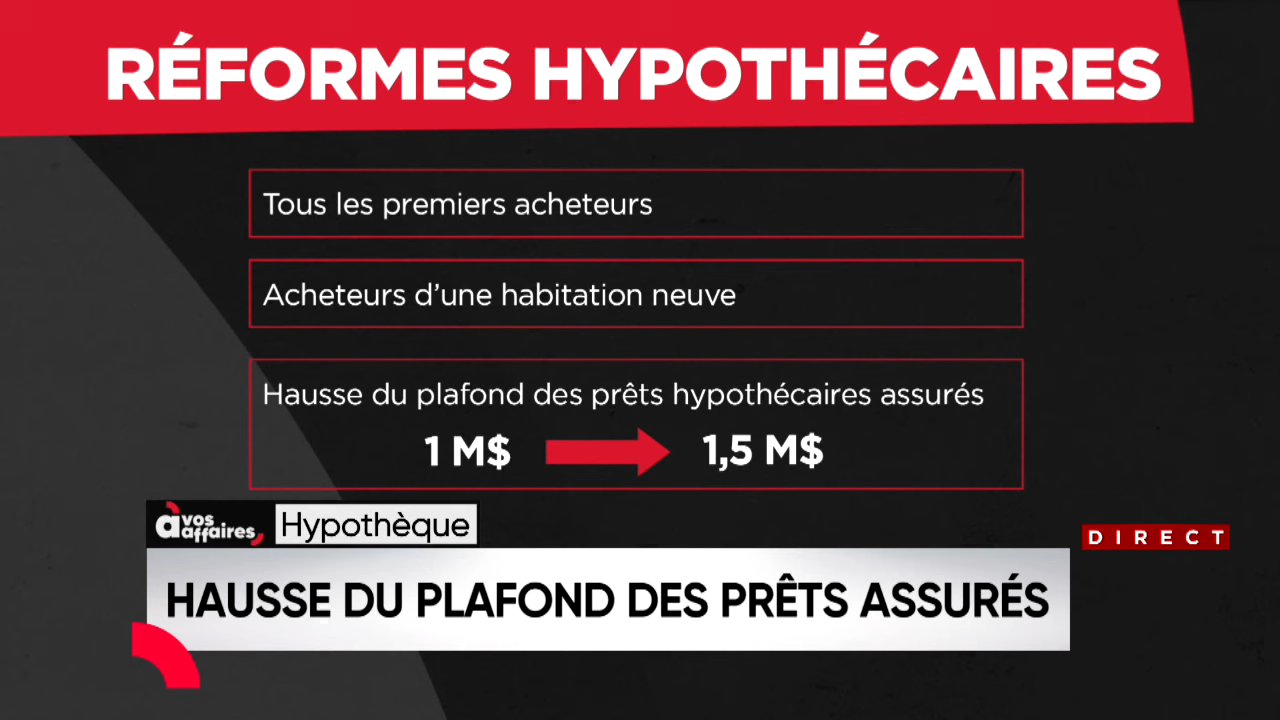 RÉFORMES HYPOTHÉCAIRES
Tous les premiers acheteurs
Acheteurs d’une habitation neuve
Hausse du plafond des prêts hypothécaires assurés
1 M$ 1,5 M$
à vos affaires
Hypothèque
DIRECT
HAUSSE DU PLAFOND DES PRÊTS ASSURÉS